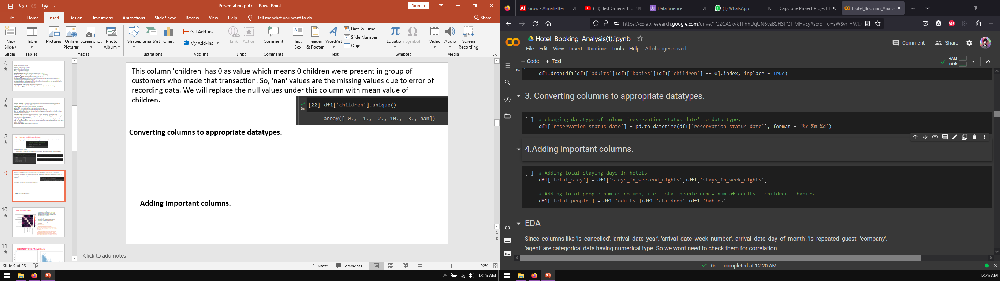 Presentation.pptx - PowerPoint
Sign in
File Home Insert Design Transitions Animations Slide Show Review View Help Tell me what you want to do Share
New Slide Table Pictures Online Pictures Screenshot Photo Album Shapes SmartArt Chart Get Add-ins My Add-ins Link Action Comment Text Box Header & Footer WordArt Date & Time Slide Number Object Equation Symbol Video Audio Screen Recording
Slides Tables Images Illustrations Add-ins Links Comments Text Symbols Media
6
7
8
9
10
correlation matrix
11
Exploratory Data Analysis(EDA)
This column 'children' has 0 as value which means 0 children were present in group of
customers who made that transaction. So, 'nan' values are the missing values due to error of
recording data. We will replace the null values under this column with mean value of
children.
0s
[22] df1['children'].unique()
array([ 0., 1., 2., 10., 3., nan])
Converting columns to appropriate datatypes.
Adding important columns.
Click to add notes
Slide 9 of 23 Notes Comments 92%
12:26 AM
Grow - AlmaBetter
(18) Best Omega 3 for
Data Science
(1) WhatsApp
Capstone Project Project T
Hotel_Booking_Analysi
https://colab.research.google.com/drive/1G2CASkvk1FhhUqUN6vsBSHSPQFlMHvEy#scrollTo=sWSvrrHWL
Hotel_Booking_Analysis(1).ipynb
Comment Share
File Edit View Insert Runtime Tools Help All changes saved
+ Code + Text
RAM
Disk
0s
df1.drop(df1[df1['adults']+df1['babies']+df1['children'] == 0].index, inplace = True)
3. Converting columns to appropriate datatypes.
[ ] # changing datatype of column 'reservation_status_date' to data_type.
df1['reservation_status_date'] = pd.to_datetime(df1['reservation_status_date'], format = '%Y-%m-%d')
4.Adding important columns.
[ ] # Adding total staying days in hotels
df1['total_stay'] = df1['stays_in_weekend_nights']+df1['stays_in_week_nights']
# Adding total people num as column, i.e. total people num = num of adults + children + babies
df1['total_people'] = df1['adults']+df1['children']+df1['babies']
EDA
Since, columns like 'is_cancelled', 'arrival_date_year', 'arrival_date_week_number', 'arrival_date_day_of_month', 'is_repeated_guest', 'company',
'agent' are categorical data having numerical type. So we wont need to check them for correlation.
0s completed at 12:20 AM
12:26 AM